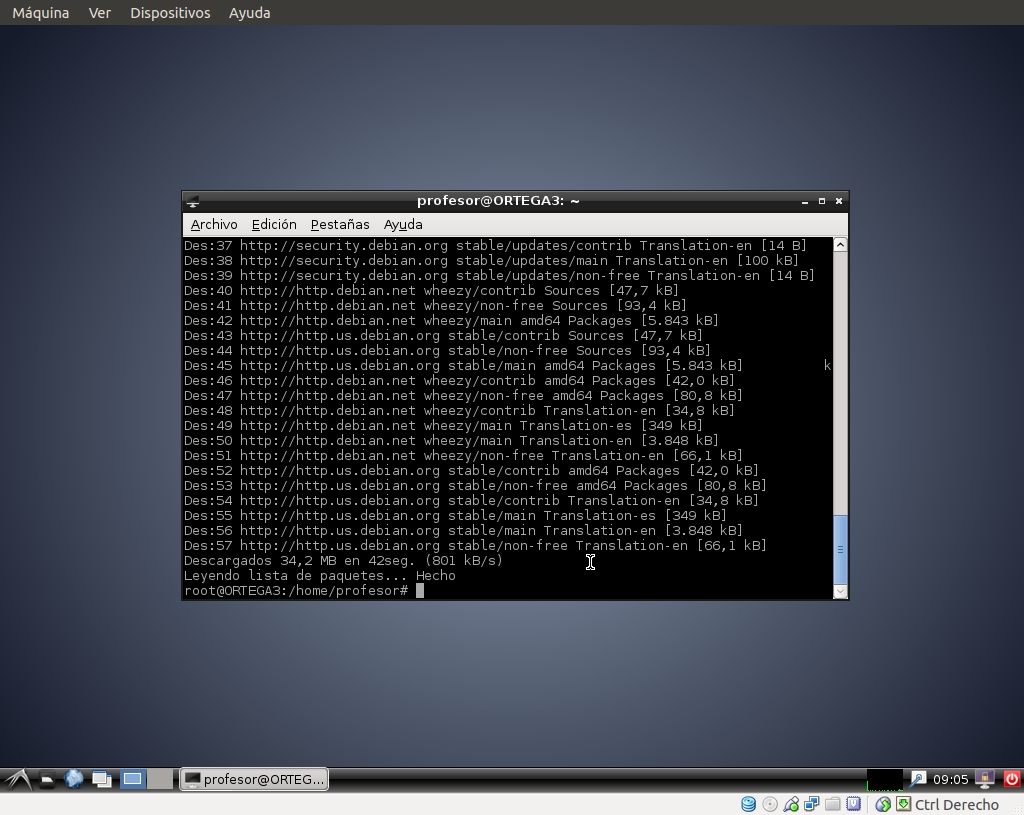 Máquina Ver Dispositivos Ayuda
profesor@ORTEGA3: ~
Archivo Edición Pestañas Ayuda
Des:37 http://security.debian.org stable/updates/contrib Translation-en [14 B]
Des:38 http://security.debian.org stable/updates/main Translation-en [100 kB]
Des:39 http://security.debian.org stable/updates/non-free Translation-en [14 B]
Des:40 http://http.debian.net wheezy/contrib Sources [47,7 kB]
Des:41 http://http.debian.net wheezy/non-free Sources [93,4 kB]
Des:42 http://http.debian.net wheezy/main amd64 Packages [5.843 kB]
Des:43 http://http.us.debian.org stable/contrib Sources [47,7 kB]
Des:44 http://http.us.debian.org stable/non-free Sources [93,4 kB]
Des:45 http://http.us.debian.org stable/main amd64 Packages [5.843 kB] k
Des:46 http://http.debian.net wheezy/contrib amd64 Packages [42,0 kB]
Des:47 http://http.debian.net wheezy/non-free amd64 Packages [80,8 kB]
Des:48 http://http.debian.net wheezy/contrib Translation-en [34,8 kB]
Des:49 http://http.debian.net wheezy/main Translation-es [349 kB]
Des:50 http://http.debian.net wheezy/main Translation-en [3.848 kB]
Des:51 http://http.debian.net wheezy/non-free Translation-en [66,1 kB]
Des:52 http://http.us.debian.org stable/contrib amd64 Packages [42,0 kB]
Des:53 http://http.us.debian.org stable/non-free amd64 Packages [80,8 kB]
Des:54 http://http.us.debian.org stable/contrib Translation-en [34,8 kB]
Des:55 http://http.us.debian.org stable/main Translation-es [349 kB]
Des:56 http://http.us.debian.org stable/main Translation-en [3.848 kB]
Des:57 http://http.us.debian.org stable/non-free Translation-en [66,1 kB]
Descargados 34,2 MB en 42seg. (801 kB/s)
Leyendo lista de paquetes... Hecho
root@ORTEGA3:/home/profesor#
profesor@ORTEG... 09:05
Ctrl Derecho